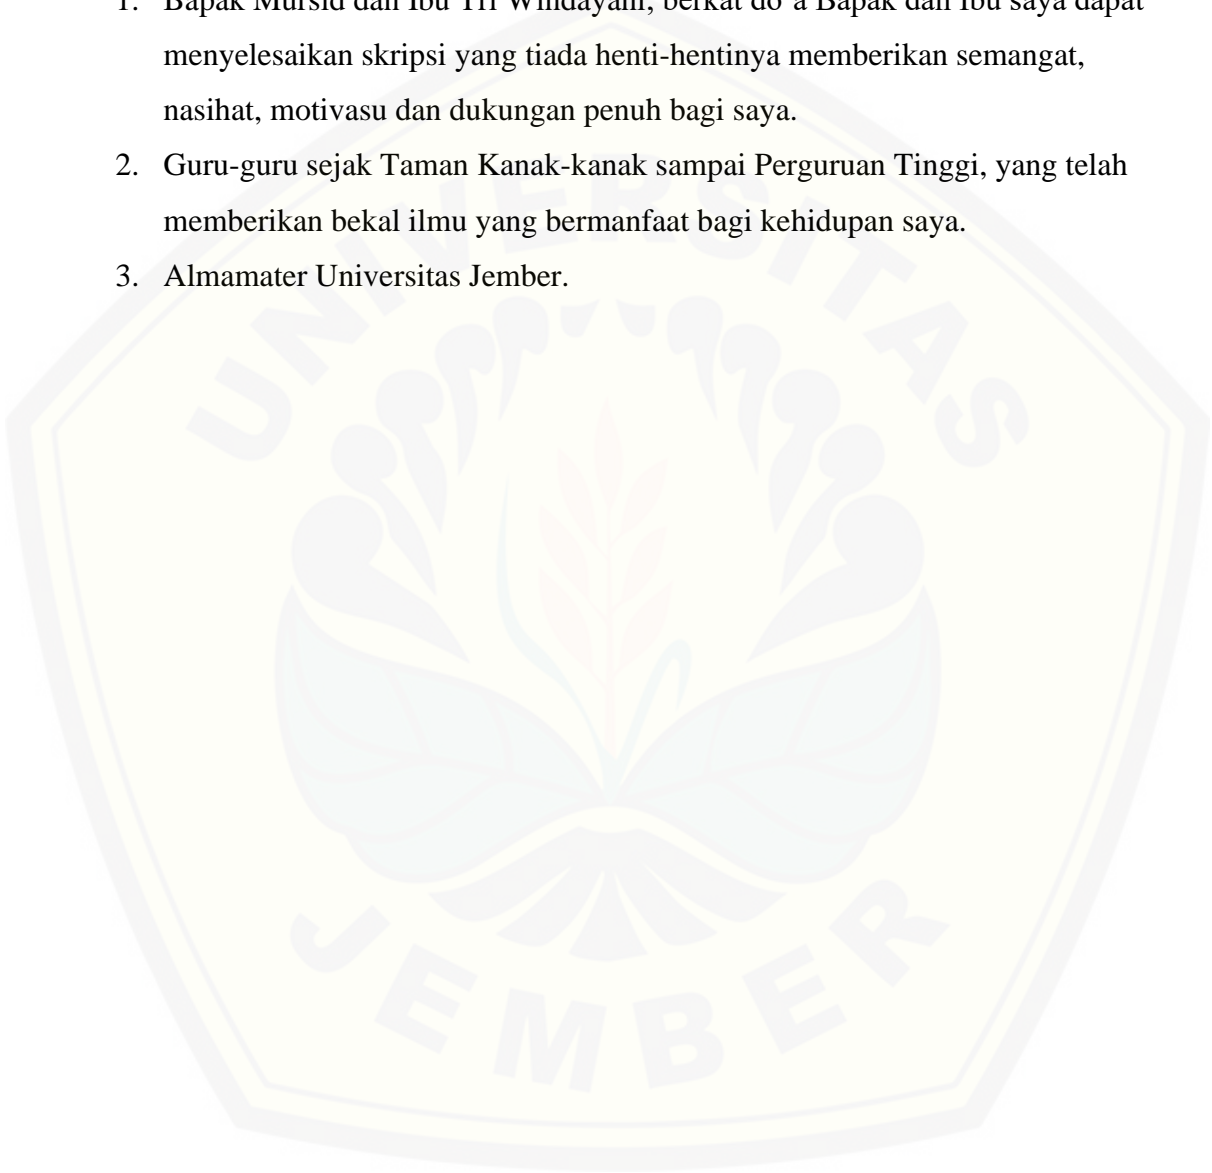 1. Bapak Mursid dan Ibu Tri Windayani, berkat do'a Bapak dan Ibu saya dapat
menyelesaikan skripsi yang tiada henti-hentinya memberikan semangat,
nasihat, motivasu dan dukungan penuh bagi saya.
2. Guru-guru sejak Taman Kanak-kanak sampai Perguruan Tinggi, yang telah
memberikan bekal ilmu yang bermanfaat bagi kehidupan saya.
3. Almamater Universitas Jember.
UNIVERSITAS
JEMBER